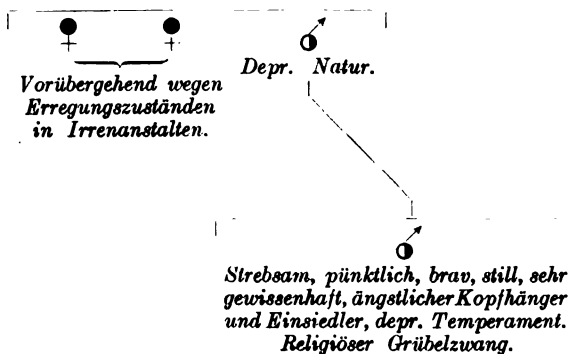 Depr. Natur.
Vorübergehend wegen
Erregungszuständen
in Irrenanstalten.
Strebsam, pünktlich, brav, still, sehr
gewissenhaft, ängstlicher Kopfhänger
und Einsiedler, depr. Temperament.
Religiöser Grübelzwang.